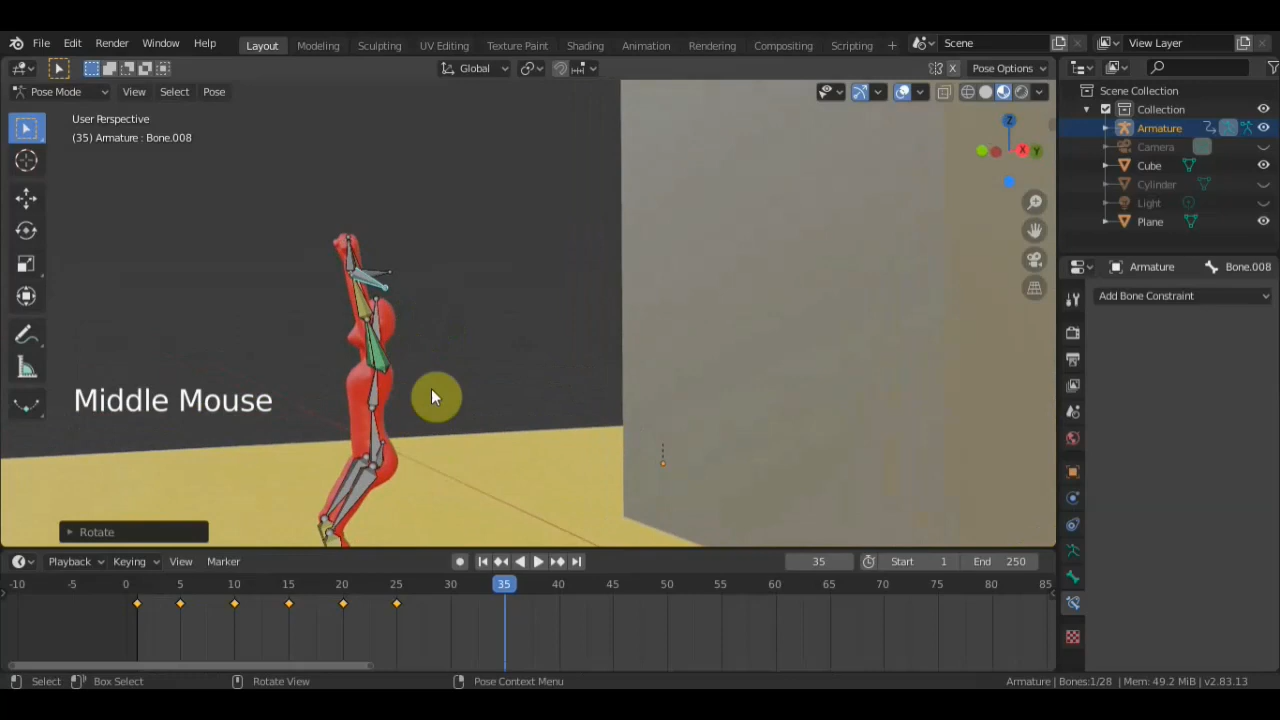 File Edit Render Window Help Layout Modeling Sculpting UV Editing Texture Paint Shading Animation Rendering Compositing Scripting + Scene View Layer
Global Pose Options
Pose Mode View Select Pose
User Perspective
(35) Armature : Bone.008
Z
X Y
Middle Mouse
Rotate
Scene Collection
Collection
Armature
Camera
Cube
Cylinder
Light
Plane
Armature Bone.008
Add Bone Constraint
Playback Keying View Marker 35 Start 1 End 250
-10 -5 0 5 10 15 20 25 30 35 40 45 50 55 60 65 70 75 80 85
Select Box Select Rotate View Pose Context Menu Armature | Bones:1/28 | Mem: 49.2 MiB | v2.83.13